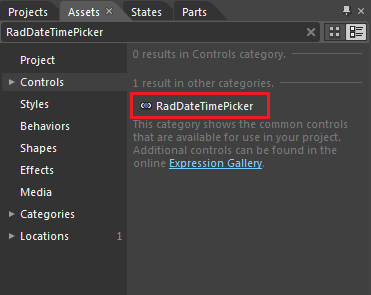 Projects Assets × States Parts
RadDateTimePicker
Project
Controls
Styles
Behaviors
Shapes
Effects
Media
Categories
Locations 1
0 results in Controls category.
1 result in other categories.
RadDateTimePicker
This category shows the common controls
that are available for use in your project.
Additional controls can be found in the
online Expression Gallery.